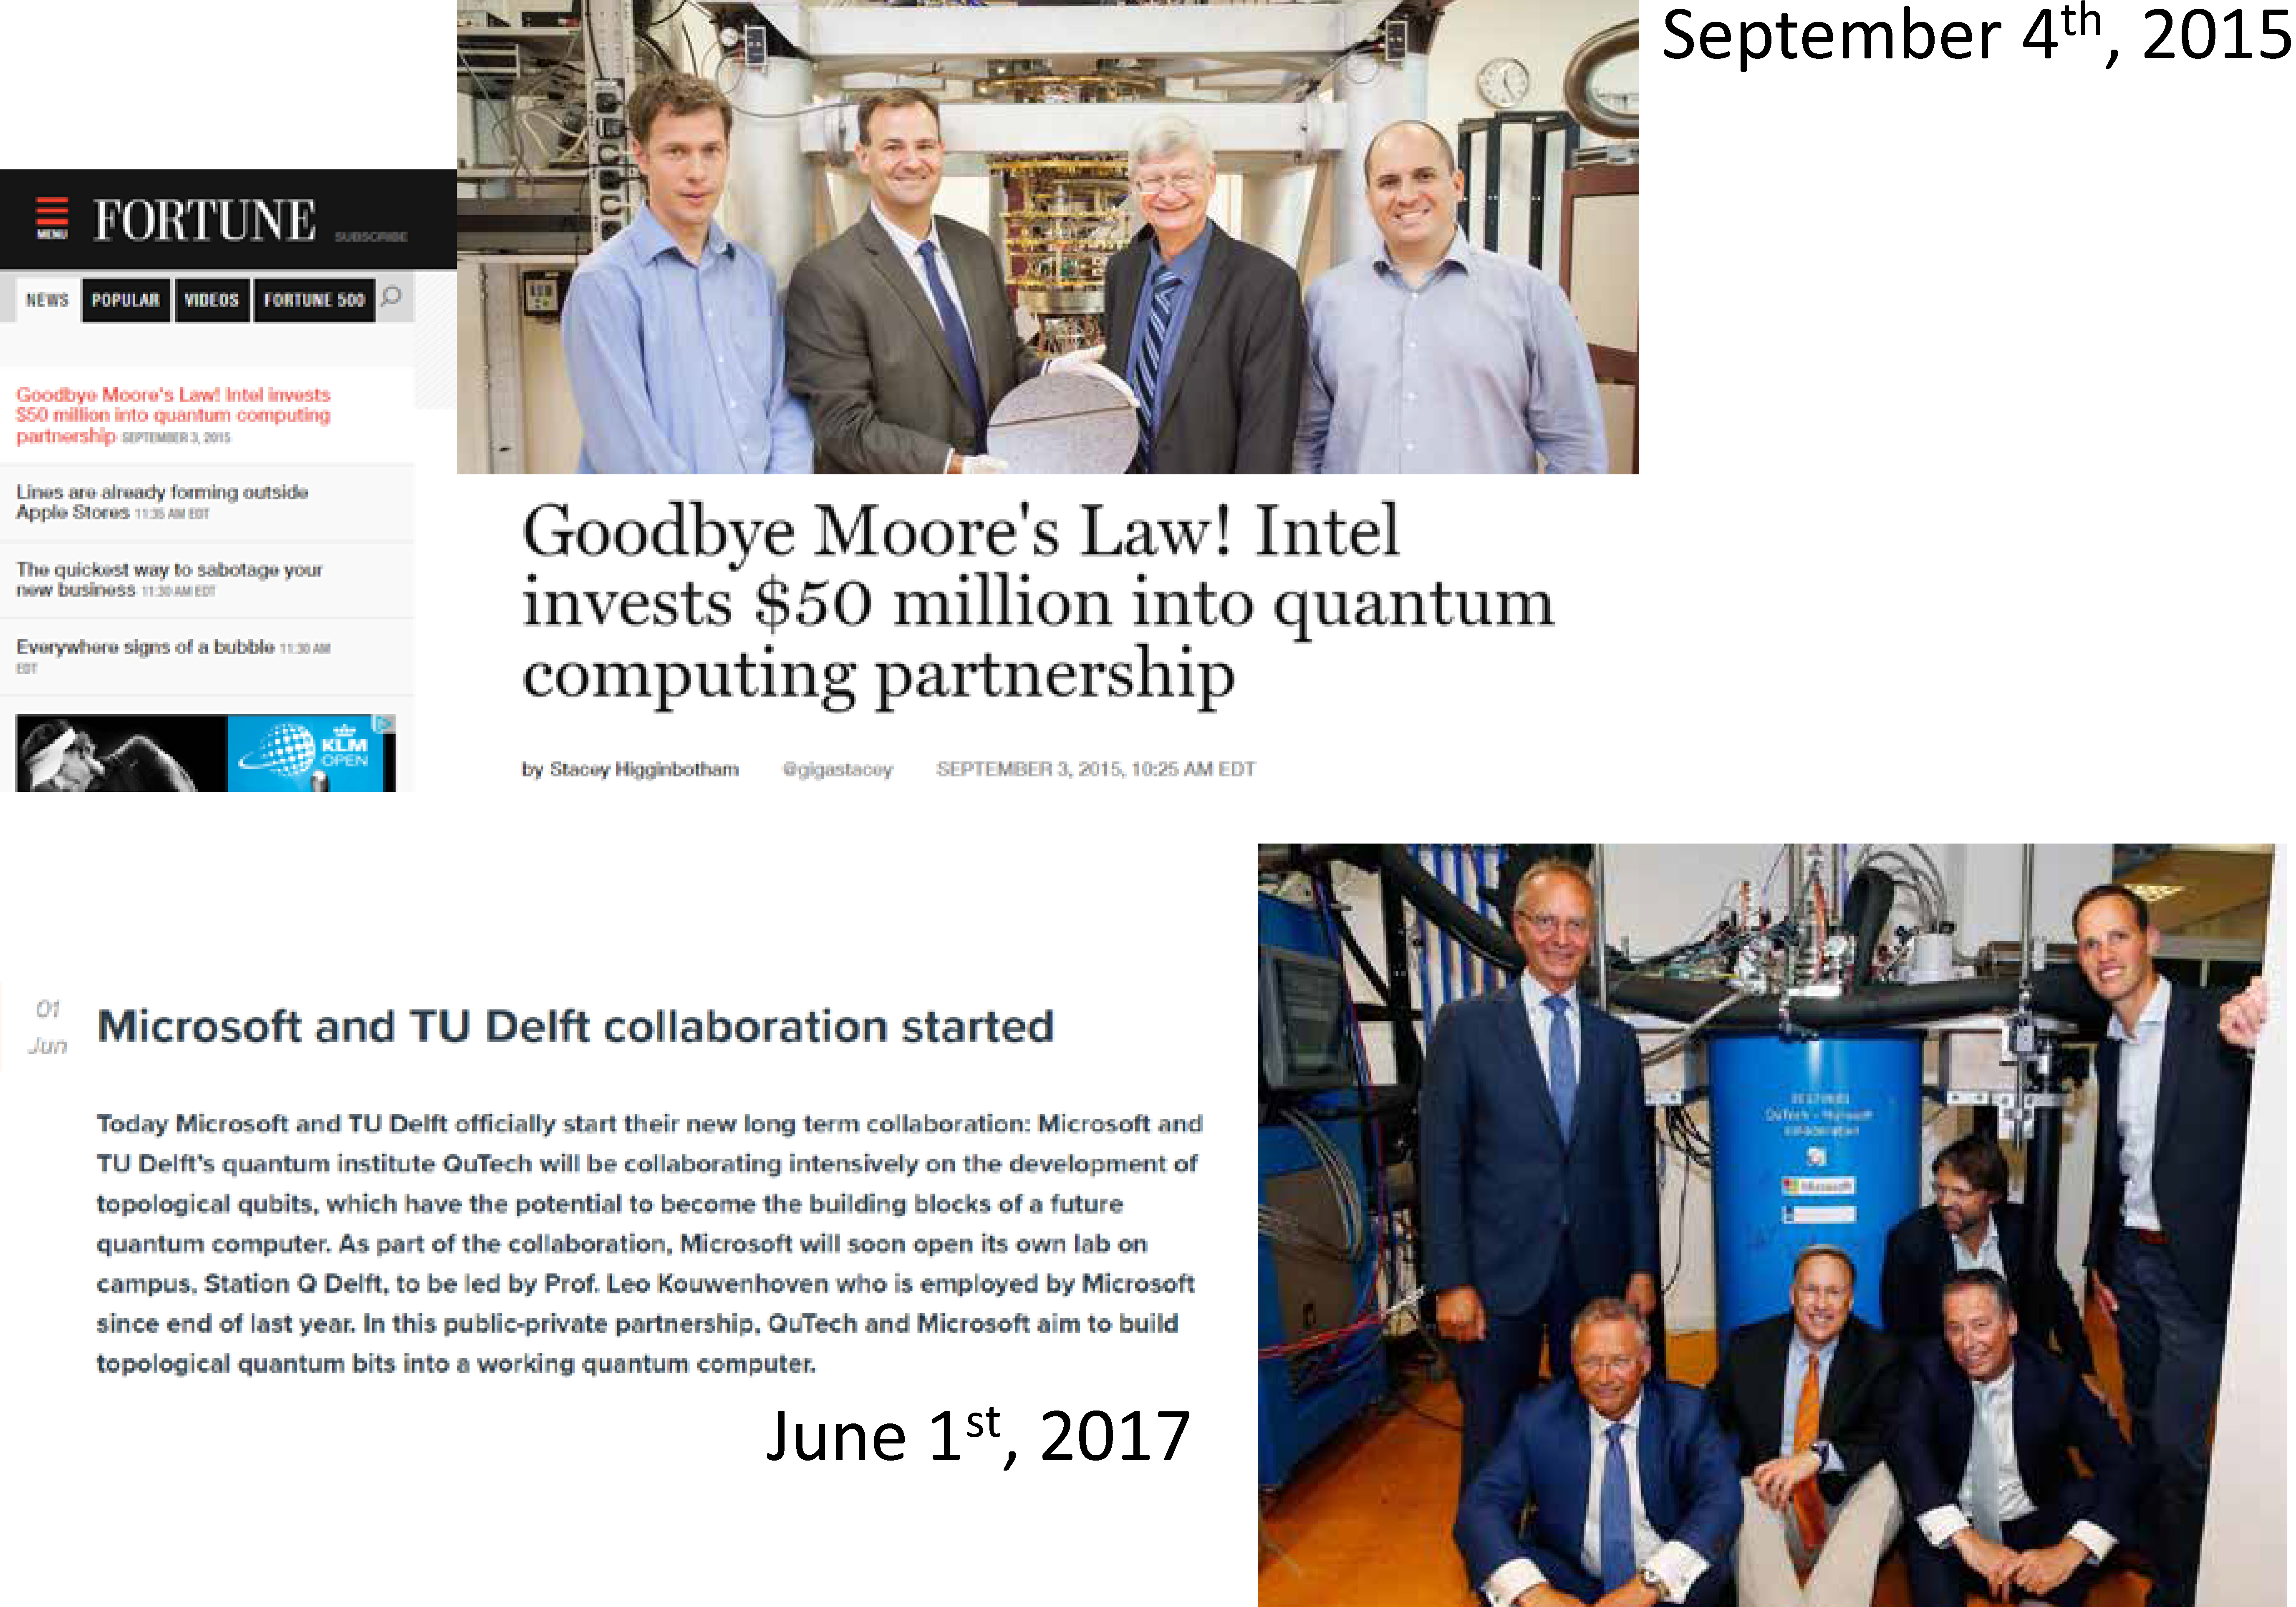 September 4th, 2015
MENU
FORTUNE
SUBSCRIBE
NEWS
POPULAR
VIDEOS
FORTUNE 500
Goodbye Moore's Law! Intel invests
$50 million into quantum computing
partnership SEPTEMBER 3, 2015
Lines are already forming outside
Apple Stores 11:35 AM EDT
The quickest way to sabotage your
new business 11:30 AM EDT
Everywhere signs of a bubble 11:30 AM
EDT
KLM
OPEN
Goodbye Moore's Law! Intel
invests $50 million into quantum
computing partnership
by Stacey Higginbotham @gigastacey SEPTEMBER 3, 2015, 10:25 AM EDT
01
Jun
Microsoft and TU Delft collaboration started
Today Microsoft and TU Delft officially start their new long term collaboration: Microsoft and
TU Delft's quantum institute QuTech will be collaborating intensively on the development of
topological qubits, which have the potential to become the building blocks of a future
quantum computer. As part of the collaboration, Microsoft will soon open its own lab on
campus, Station Q Delft, to be led by Prof. Leo Kouwenhoven who is employed by Microsoft
since end of last year. In this public-private partnership, QuTech and Microsoft aim to build
topological quantum bits into a working quantum computer.
June 1st, 2017
QuTech - Microsoft
collaboration
Microsoft